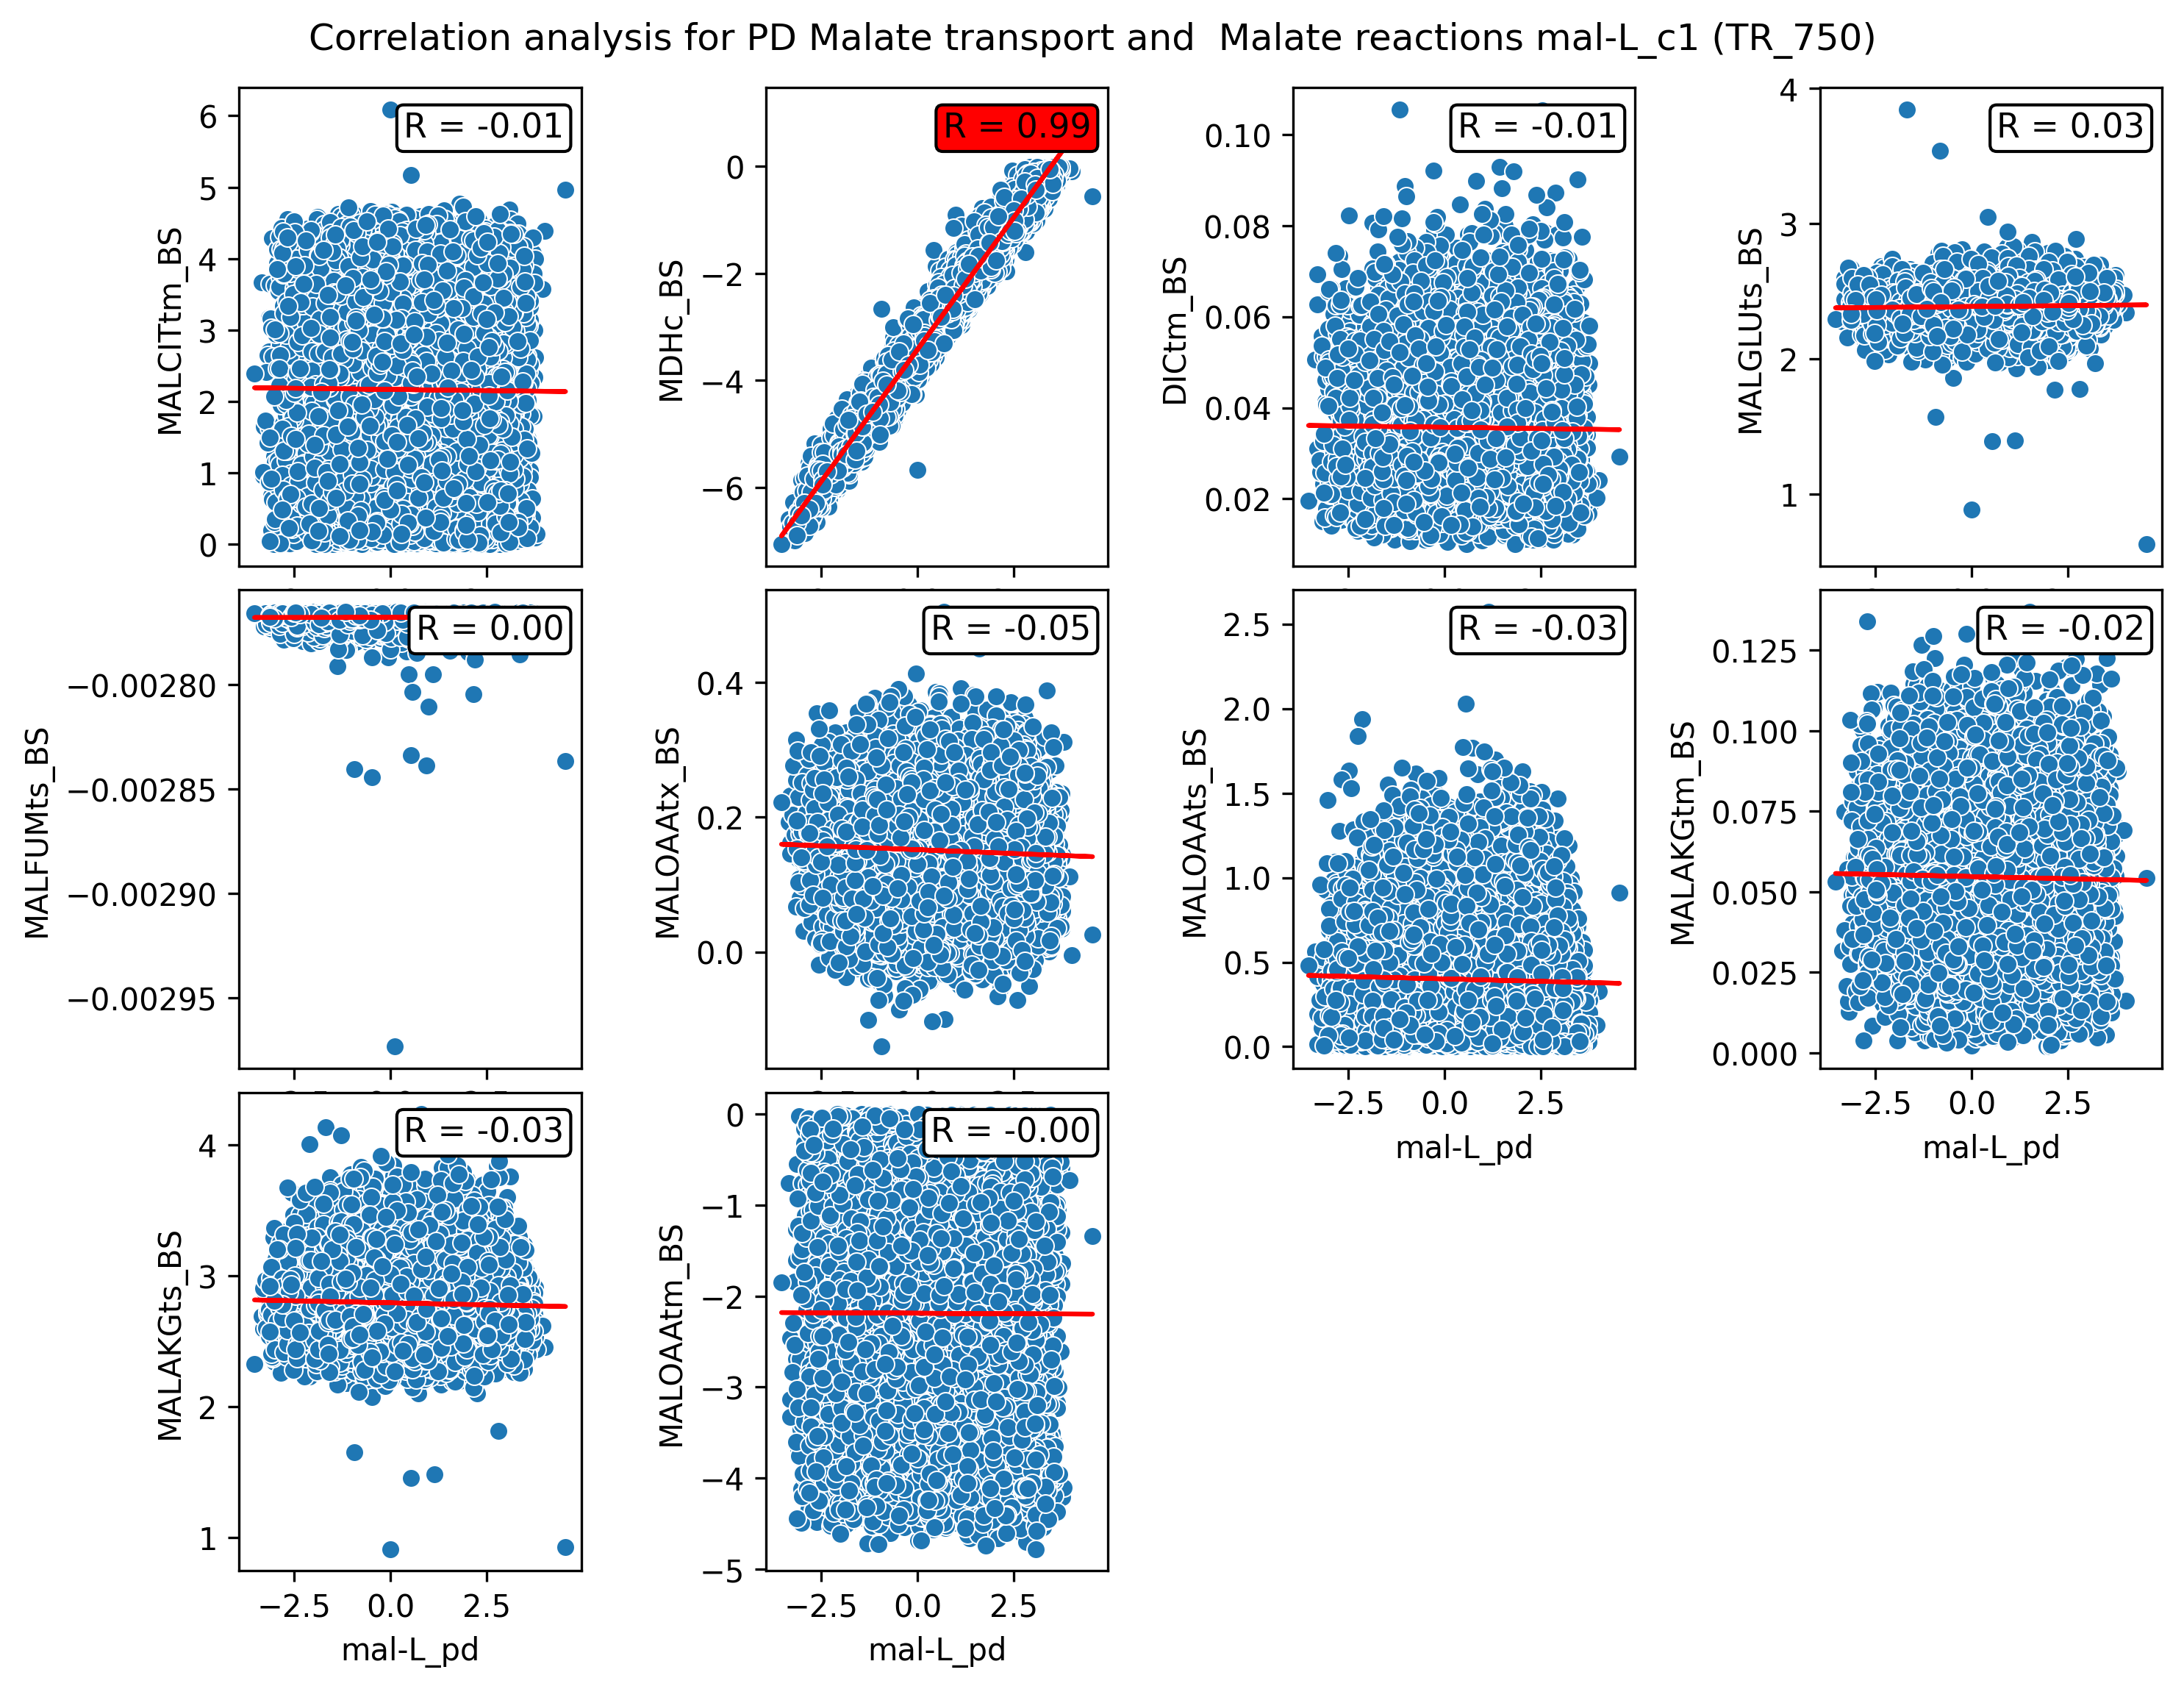 Correlation analysis for PD Malate transport and  Malate reactions mal-L_c1 (TR_750)
R = -0.01
MALCITtm_BS
6
5
4
3
2
1
0
R = 0.99
MDHc_BS
0
−2
−4
−6
R = -0.01
DICtm_BS
0.10
0.08
0.06
0.04
0.02
R = 0.03
MALGLUts_BS
4
3
2
1
R = 0.00
MALFUMts_BS
−0.00280
−0.00285
−0.00290
−0.00295
R = -0.05
MALOAAtx_BS
0.4
0.2
0.0
R = -0.03
MALOAAts_BS
2.5
2.0
1.5
1.0
0.5
0.0
−2.5 0.0 2.5
mal-L_pd
R = -0.02
MALAKGtm_BS
0.125
0.100
0.075
0.050
0.025
0.000
−2.5 0.0 2.5
mal-L_pd
R = -0.03
MALAKGts_BS
4
3
2
1
−2.5 0.0 2.5
mal-L_pd
R = -0.00
MALOAAtm_BS
0
−1
−2
−3
−4
−5
−2.5 0.0 2.5
mal-L_pd